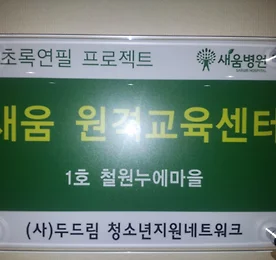 초록연필 프로젝트
새움병원
새움 원격교육센터
1호 철원누에마을
(사)두드림 청소년지원네트워크